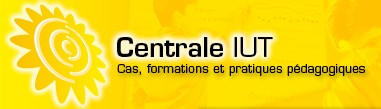 Centrale IUT
Cas, formations et pratiques pédagogiques